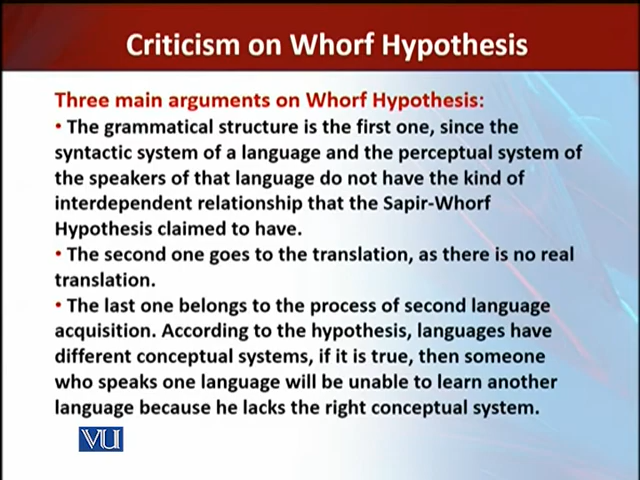 Criticism on Whorf Hypothesis
Three main arguments on Whorf Hypothesis:
• The grammatical structure is the first one, since the
syntactic system of a language and the perceptual system of
the speakers of that language do not have the kind of
interdependent relationship that the Sapir-Whorf
Hypothesis claimed to have.
• The second one goes to the translation, as there is no real
translation.
• The last one belongs to the process of second language
acquisition. According to the hypothesis, languages have
different conceptual systems, if it is true, then someone
who speaks one language will be unable to learn another
language because he lacks the right conceptual system.
VU